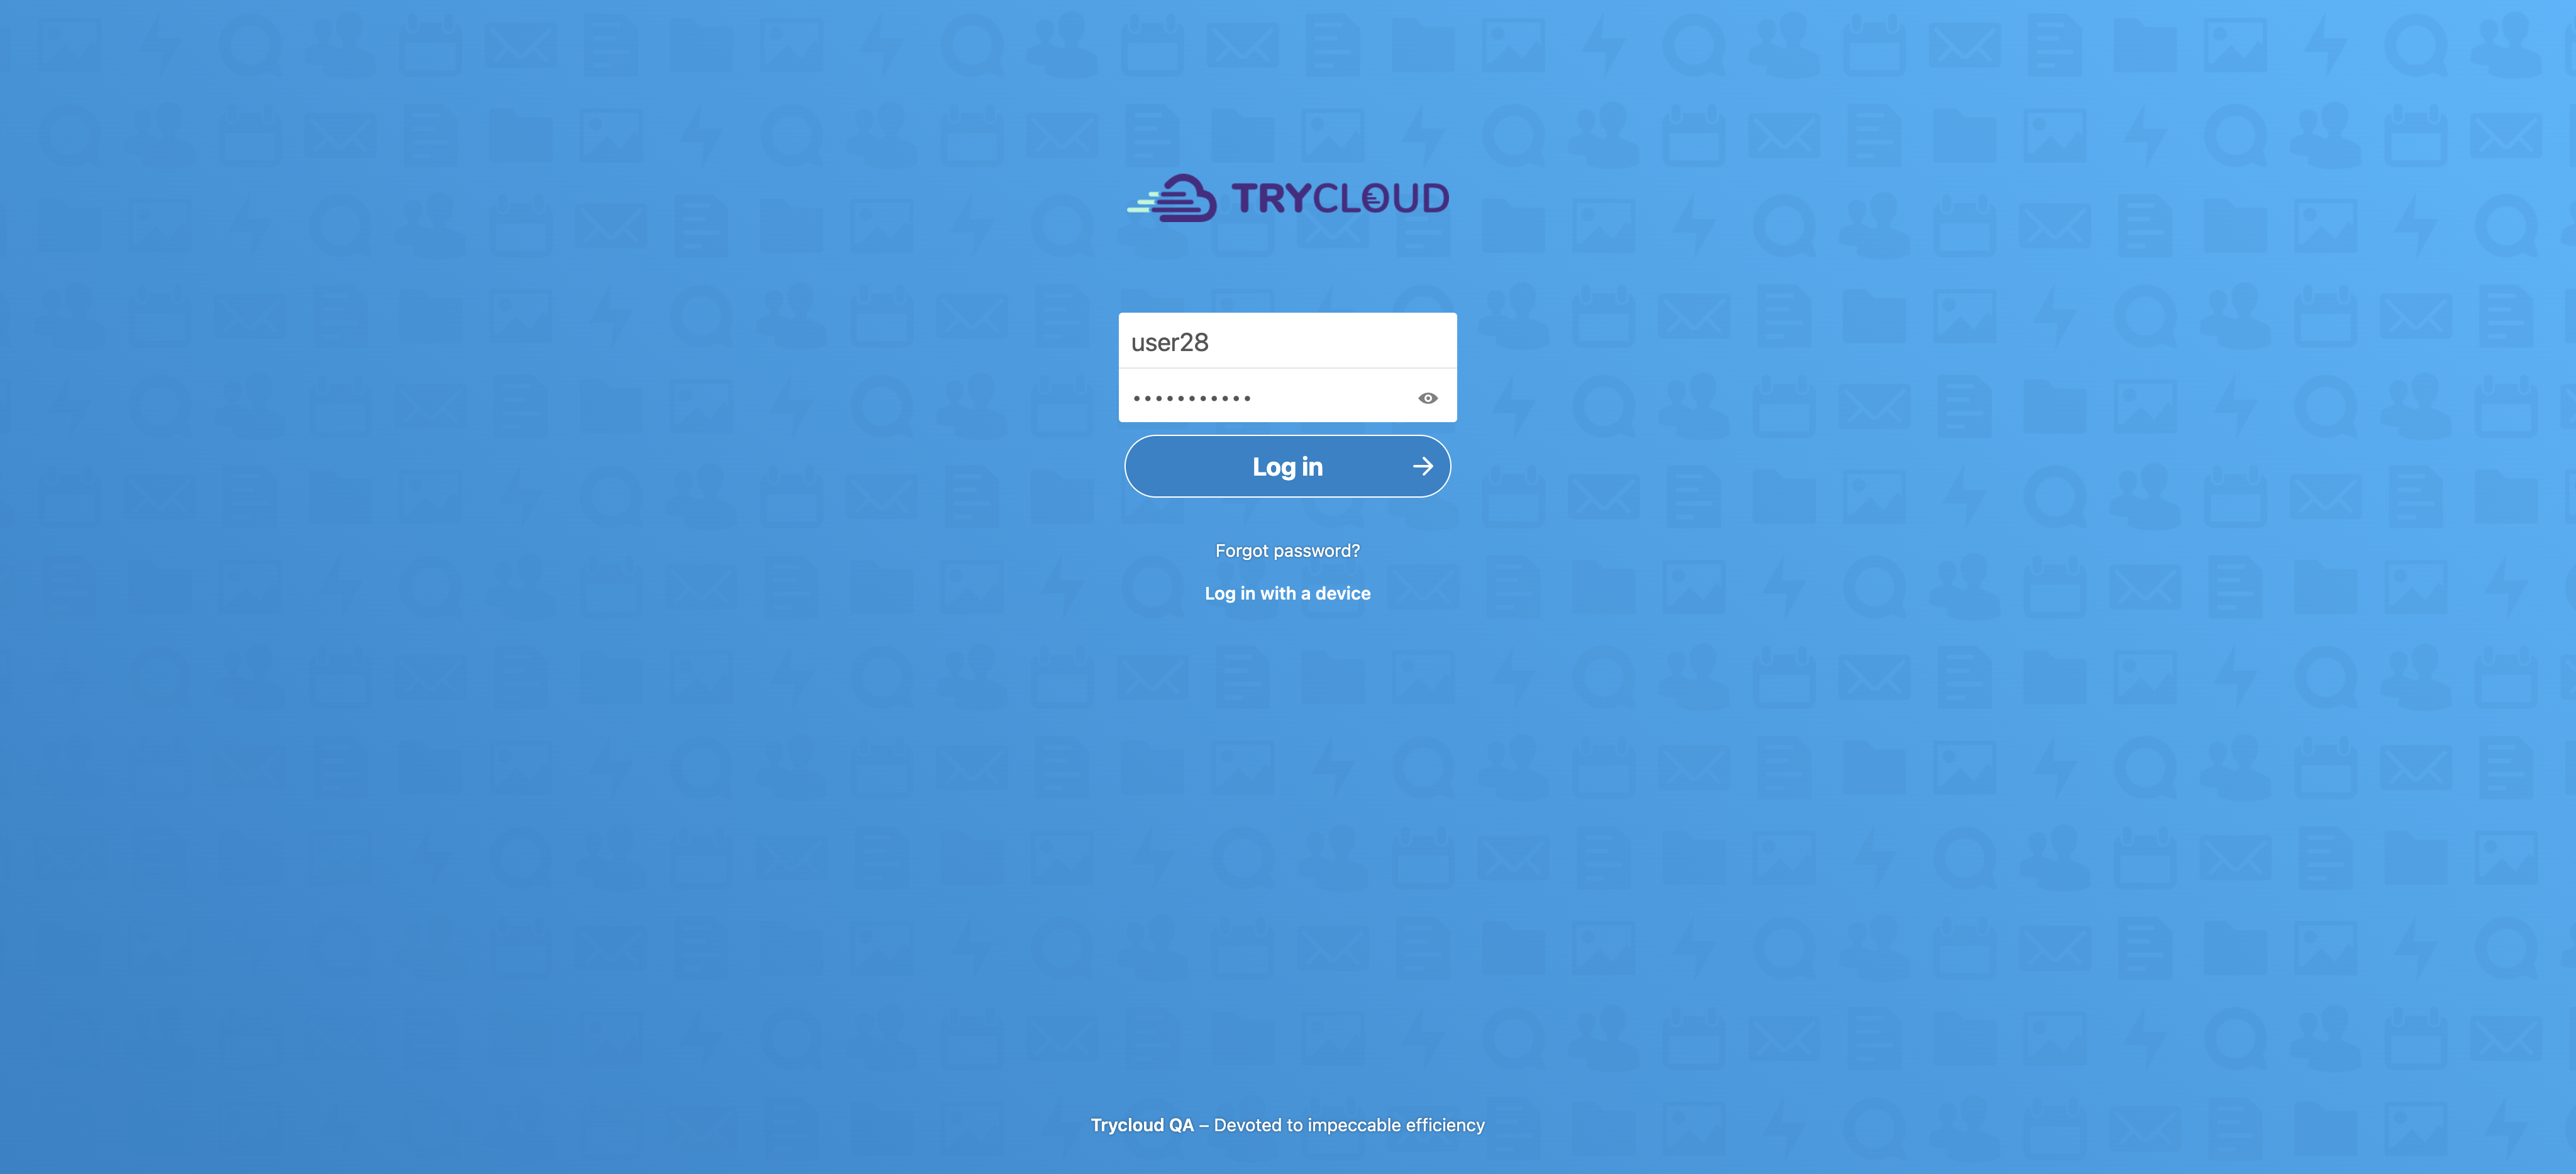 TRYCLOUD
user28
•••••••••••
Log in
Forgot password?
Log in with a device
Trycloud QA – Devoted to impeccable efficiency